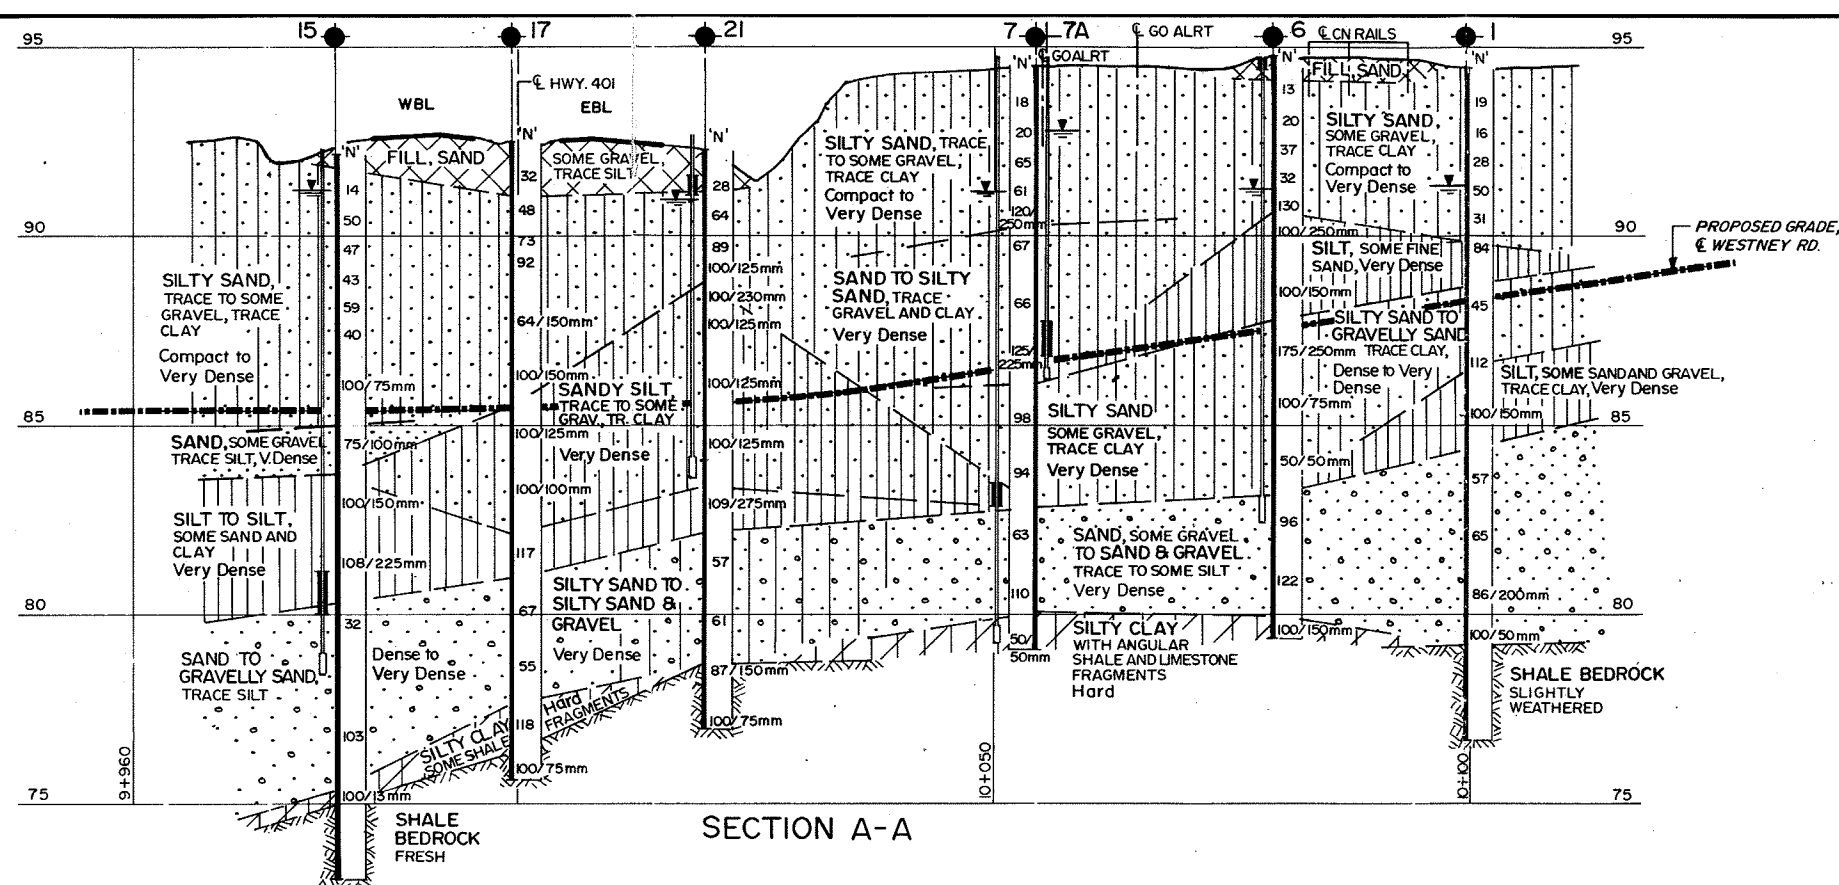 15
17
21
7
7A
℄ GO ALRT
6
℄ CN RAILS
1
95
95
℄ GO ALRT
℄ HWY. 401
WBL
EBL
'N'
'N'
'N'
'N'
'N'
'N'
FILL, SAND
SOME GRAVEL,
TRACE SILT
FILL, SAND
SILTY SAND, TRACE
TO SOME GRAVEL,
TRACE CLAY
Compact to
Very Dense
SILTY SAND,
SOME GRAVEL,
TRACE CLAY
Compact to
Very Dense
90
90
PROPOSED GRADE,
℄ WESTNEY RD.
SILTY SAND,
TRACE TO SOME
GRAVEL, TRACE
CLAY
Compact to
Very Dense
SAND TO SILTY
SAND, TRACE
GRAVEL AND CLAY
Very Dense
SILT, SOME FINE
SAND, Very Dense
SILTY SAND TO
GRAVELLY SAND
TRACE CLAY,
Dense to Very
Dense
SANDY SILT,
TRACE TO SOME
GRAV., TR. CLAY
Very Dense
SILT, SOME SAND AND GRAVEL,
TRACE CLAY, Very Dense
SILTY SAND
SOME GRAVEL,
TRACE CLAY
Very Dense
85
85
SAND, SOME GRAVEL
TRACE SILT, V.Dense
SILT TO SILT,
SOME SAND AND
CLAY
Very Dense
SAND, SOME GRAVEL
TO SAND & GRAVEL
TRACE TO SOME SILT
Very Dense
SILTY SAND TO
SILTY SAND &
GRAVEL
Very Dense
80
80
SAND TO
GRAVELLY SAND,
TRACE SILT
Dense to
Very Dense
SILTY CLAY
WITH ANGULAR
SHALE AND LIMESTONE
FRAGMENTS
Hard
SHALE BEDROCK
SLIGHTLY
WEATHERED
SILTY CLAY Hard
SOME SHALE FRAGMENTS
75
75
9+960
10+050
10+100
SHALE
BEDROCK
FRESH
14
50
47
43
59
40
100/75mm
75/100mm
100/150mm
108/225mm
32
103
100/13mm
32
48
73
92
64/150mm
100/150mm
100/125mm
100/100mm
117
67
55
118
100/75mm
28
64
89
100/125mm
100/230mm
100/125mm
100/125mm
100/125mm
109/275mm
57
61
87/150mm
100/75mm
18
20
65
61
120/
250mm
67
66
125/
225mm
98
94
63
110
50/
50mm
13
20
37
32
130
100/250mm
100/150mm
175/250mm
100/75mm
50/50mm
96
122
100/150mm
19
16
28
50
31
84
45
112
100/150mm
57
65
86/200mm
100/50mm
SECTION A-A